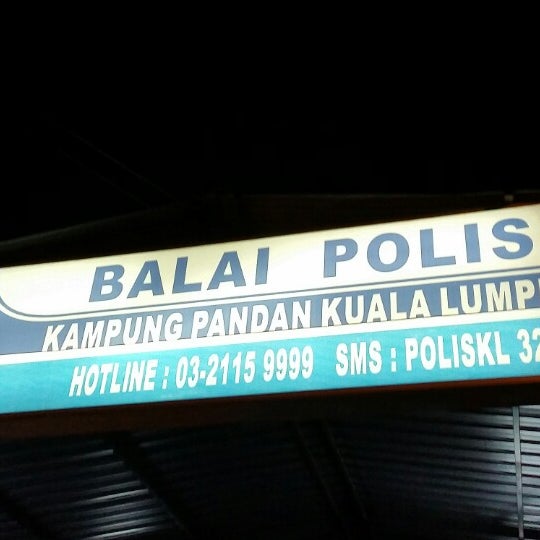 BALAI POLIS
KAMPUNG PANDAN KUALA LUMP
HOTLINE : 03-2115 9999 SMS : POLISKL 32